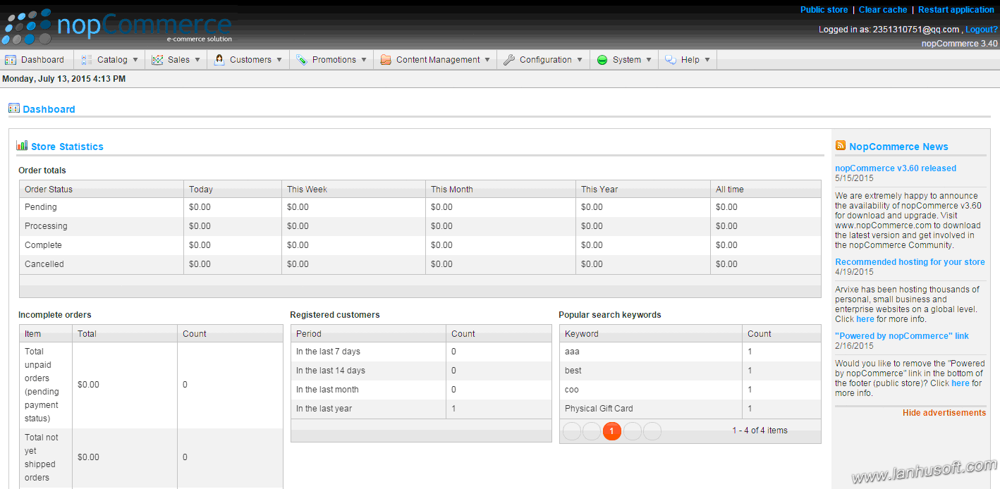 nopCommerce
e-commerce solution
Public store | Clear cache | Restart application
Logged in as: 2351310751@qq.com , Logout?
nopCommerce 3.40
Dashboard Catalog Sales Customers Promotions Content Management Configuration System Help
Monday, July 13, 2015 4:13 PM
Dashboard
Store Statistics
Order totals
Order Status Today This Week This Month This Year All time
Pending $0.00 $0.00 $0.00 $0.00 $0.00
Processing $0.00 $0.00 $0.00 $0.00 $0.00
Complete $0.00 $0.00 $0.00 $0.00 $0.00
Cancelled $0.00 $0.00 $0.00 $0.00 $0.00
Incomplete orders
Item Total Count
Total
unpaid
orders
(pending
payment
status)
$0.00 0
Total not
yet
shipped
orders
$0.00 0
Registered customers
Period Count
In the last 7 days 0
In the last 14 days 0
In the last month 0
In the last year 1
Popular search keywords
Keyword Count
aaa 1
best 1
coo 1
Physical Gift Card 1
1 1 - 4 of 4 items
NopCommerce News
nopCommerce v3.60 released
5/15/2015
We are extremely happy to announce
the availability of nopCommerce v3.60
for download and upgrade. Visit
www.nopCommerce.com to download
the latest version and get involved in
the nopCommerce Community.
Recommended hosting for your store
4/19/2015
Arvixe has been hosting thousands of
personal, small business and
enterprise websites on a global level.
Click here for more info.
"Powered by nopCommerce" link
2/16/2015
Would you like to remove the "Powered
by nopCommerce" link in the bottom of
the footer (public store)? Click here for
more info.
Hide advertisements
www.lanhusoft.com